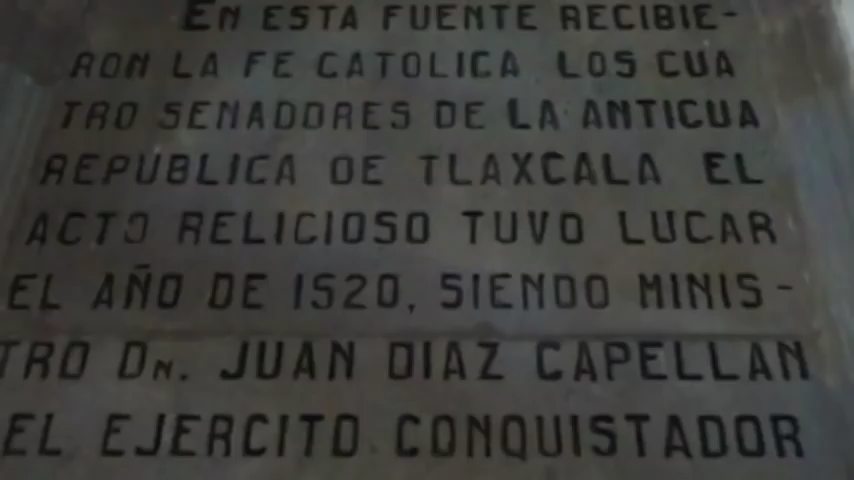 EN ESTA FUENTE RECIBIE-
RON LA FE CATOLICA LOS CUA
TRO SENADORES DE LA ANTIGUA
REPUBLICA DE TLAXCALA EL
ACTO RELIGIOSO TUVO LUGAR
EL AÑO DE 1520, SIENDO MINIS-
TRO DN. JUAN DIAZ CAPELLAN
EL EJERCITO CONQUISTADOR